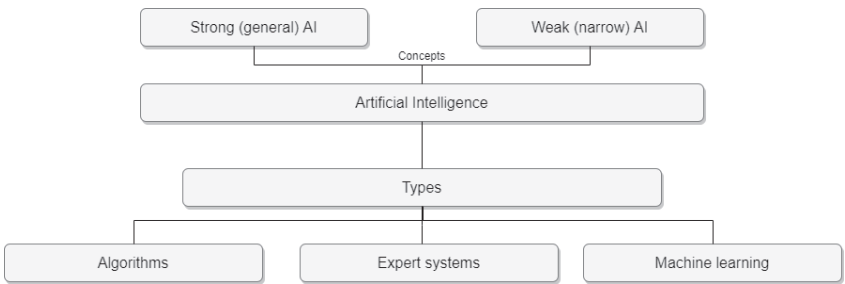 Strong (general) AI
Weak (narrow) AI
Concepts
Artificial Intelligence
Types
Algorithms
Expert systems
Machine learning